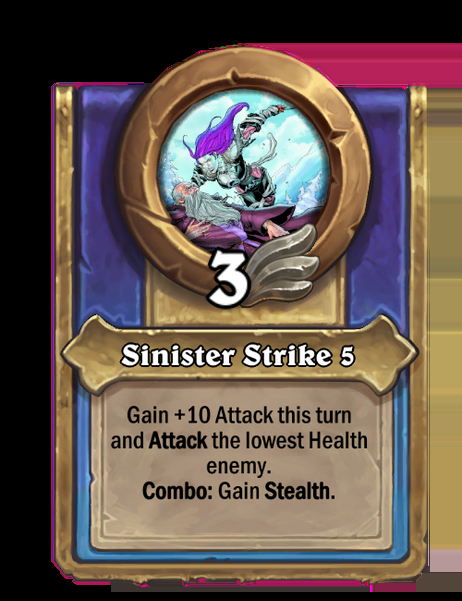 3
Sinister Strike 5
Gain +10 Attack this turn
and Attack the lowest Health
enemy.
Combo: Gain Stealth.